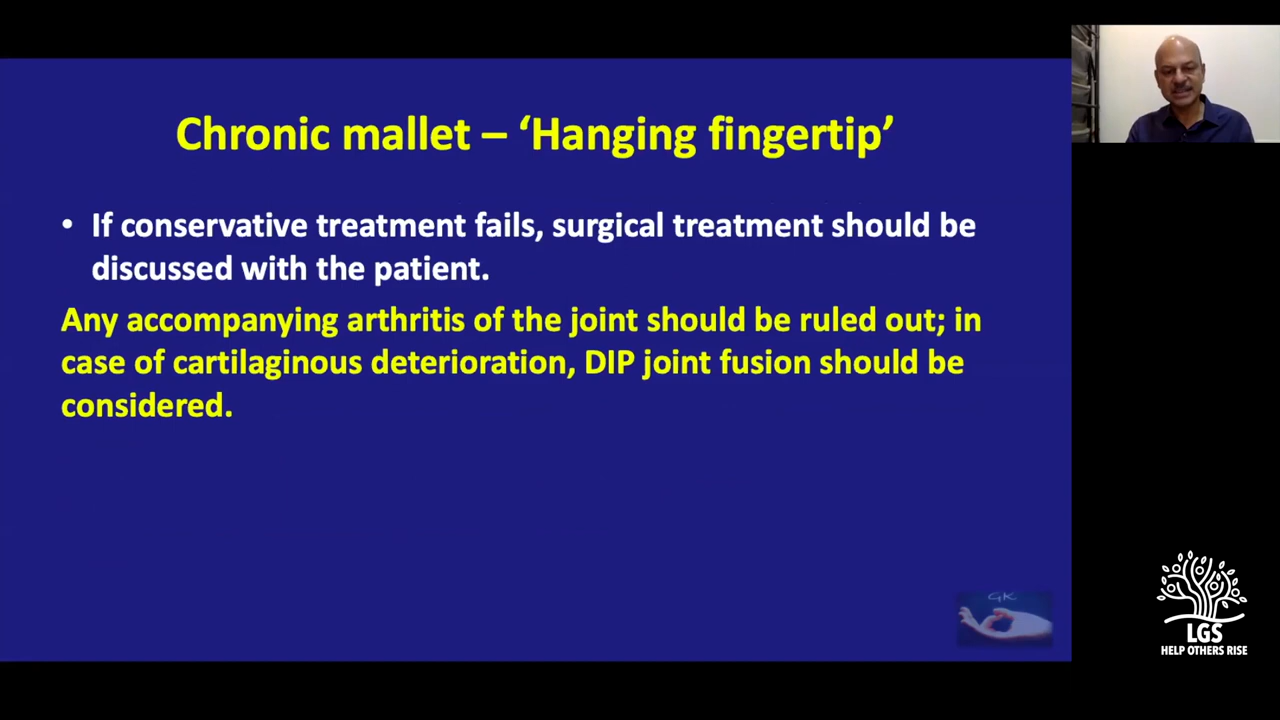 Chronic mallet – ‘Hanging fingertip’
• If conservative treatment fails, surgical treatment should be
discussed with the patient.
Any accompanying arthritis of the joint should be ruled out; in
case of cartilaginous deterioration, DIP joint fusion should be
considered.
GK
LGS
HELP OTHERS RISE